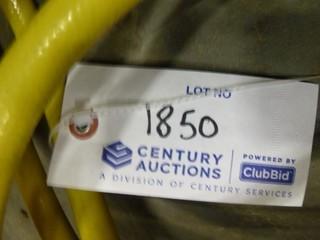 LOT NO
1850
CENTURY
AUCTIONS
A DIVISION OF CENTURY SERVICES
POWERED BY
ClubBid